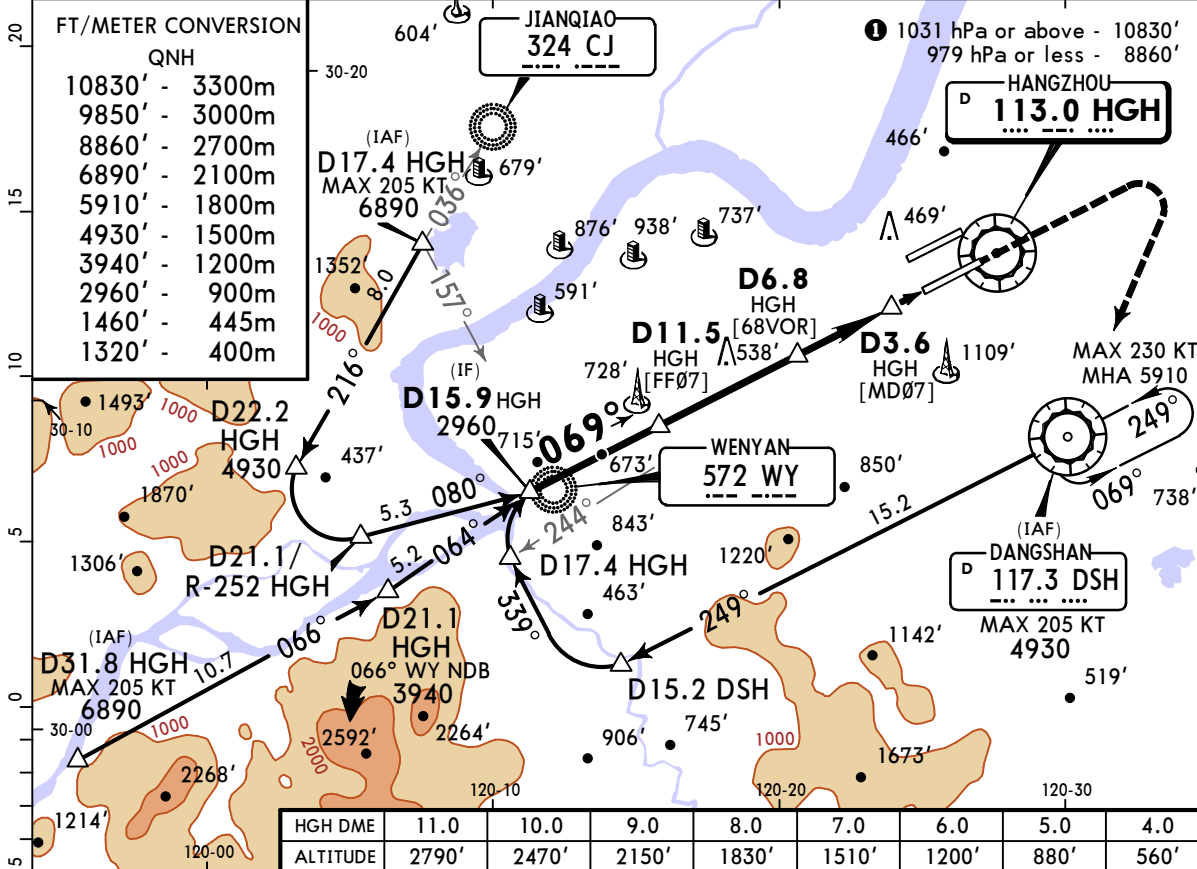 FT/METER CONVERSION
QNH
10830' - 3300m
9850' - 3000m
8860' - 2700m
6890' - 2100m
5910' - 1800m
4930' - 1500m
3940' - 1200m
2960' - 900m
1460' - 445m
1320' - 400m
20
15
10
5
0
5
604'
JIANQIAO
324 CJ
30-20
❶ 1031 hPa or above - 10830'
979 hPa or less - 8860'
HANGZHOU
D 113.0 HGH
466'
(IAF)
D17.4 HGH
MAX 205 KT
6890
679'
036°
157°
1352'
1000
8.0
216°
876'
938'
737'
591'
469'
D6.8
HGH
[68VOR]
D11.5
HGH
[FF07]
538'
728'
D3.6
HGH
[MD07]
1109'
MAX 230 KT
MHA 5910
249°
069°
738'
(IF)
D15.9 HGH
2960
715'
069°
673'
WENYAN
572 WY
244°
30-10
1493'
1000
1000
1000
1870'
1306'
D22.2
HGH
4930
437'
5.3
080°
5.2
064°
D21.1/
R-252 HGH
D17.4 HGH
843'
463'
850'
15.2
1220'
249°
339°
(IAF)
DANGSHAN
D 117.3 DSH
MAX 205 KT
4930
1142'
519'
D15.2 DSH
745'
906'
1000
1673'
(IAF)
D31.8 HGH
MAX 205 KT
6890
10.7
066°
D21.1
HGH
066° WY NDB
3940
30-00
1000
2000
2592'
2264'
2268'
1214'
120-00
120-10
120-20
120-30
HGH DME 11.0 10.0 9.0 8.0 7.0 6.0 5.0 4.0
ALTITUDE 2790' 2470' 2150' 1830' 1510' 1200' 880' 560'